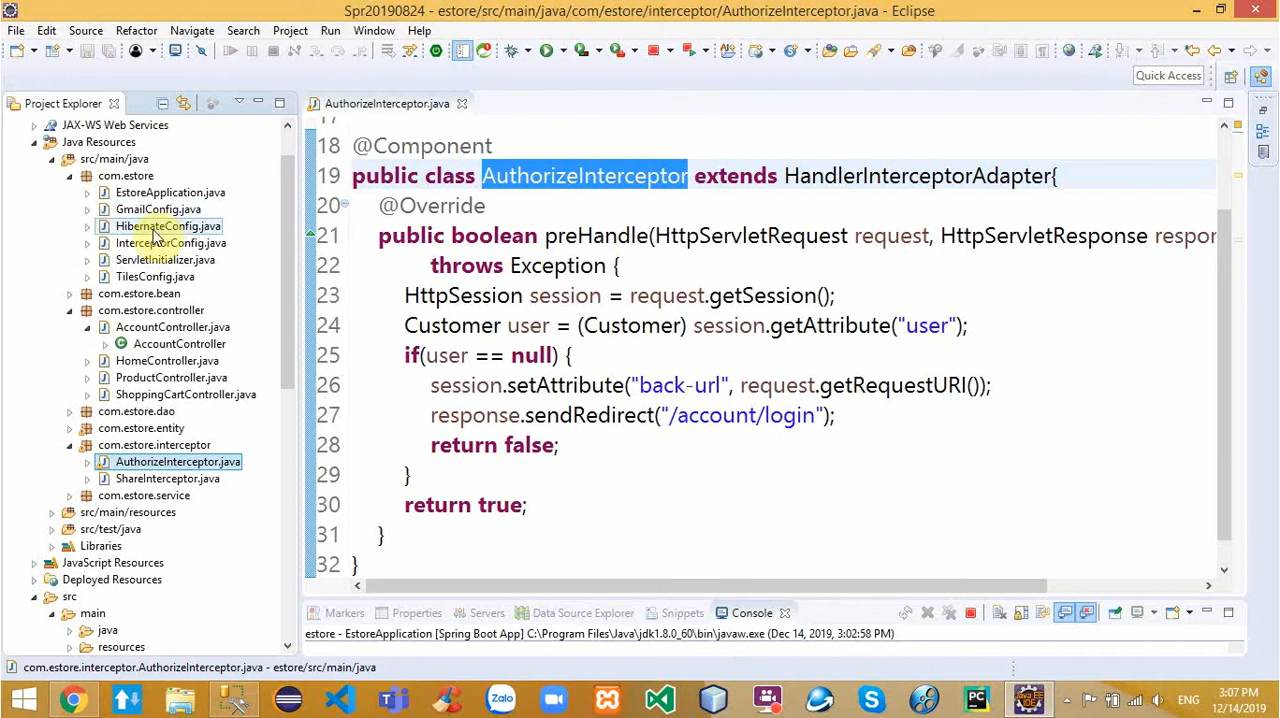 Spr20190824 - estore/src/main/java/com/estore/interceptor/AuthorizeInterceptor.java - Eclipse
File Edit Source Refactor Navigate Search Project Run Window Help
Quick Access
Project Explorer
JAX-WS Web Services
Java Resources
src/main/java
com.estore
EstoreApplication.java
GmailConfig.java
HibernateConfig.java
InterceptorConfig.java
ServletInitializer.java
TilesConfig.java
com.estore.bean
com.estore.controller
AccountController.java
AccountController
HomeController.java
ProductController.java
ShoppingCartController.java
com.estore.dao
com.estore.entity
com.estore.interceptor
AuthorizeInterceptor.java
ShareInterceptor.java
com.estore.service
src/main/resources
src/test/java
Libraries
JavaScript Resources
Deployed Resources
src
main
java
resources
AuthorizeInterceptor.java
17
18 @Component
19 public class AuthorizeInterceptor extends HandlerInterceptorAdapter{
20 @Override
21 public boolean preHandle(HttpServletRequest request, HttpServletResponse respor
22 throws Exception {
23 HttpSession session = request.getSession();
24 Customer user = (Customer) session.getAttribute("user");
25 if(user == null) {
26 session.setAttribute("back-url", request.getRequestURI());
27 response.sendRedirect("/account/login");
28 return false;
29 }
30 return true;
31 }
32 }
Markers Properties Servers Data Source Explorer Snippets Console
estore - EstoreApplication [Spring Boot App] C:\Program Files\Java\jdk1.8.0_60\bin\javaw.exe (Dec 14, 2019, 3:02:58 PM)
com.estore.interceptor.AuthorizeInterceptor.java - estore/src/main/java
Zalo
PC
JAVA EE
IDE
ENG
3:07 PM
12/14/2019